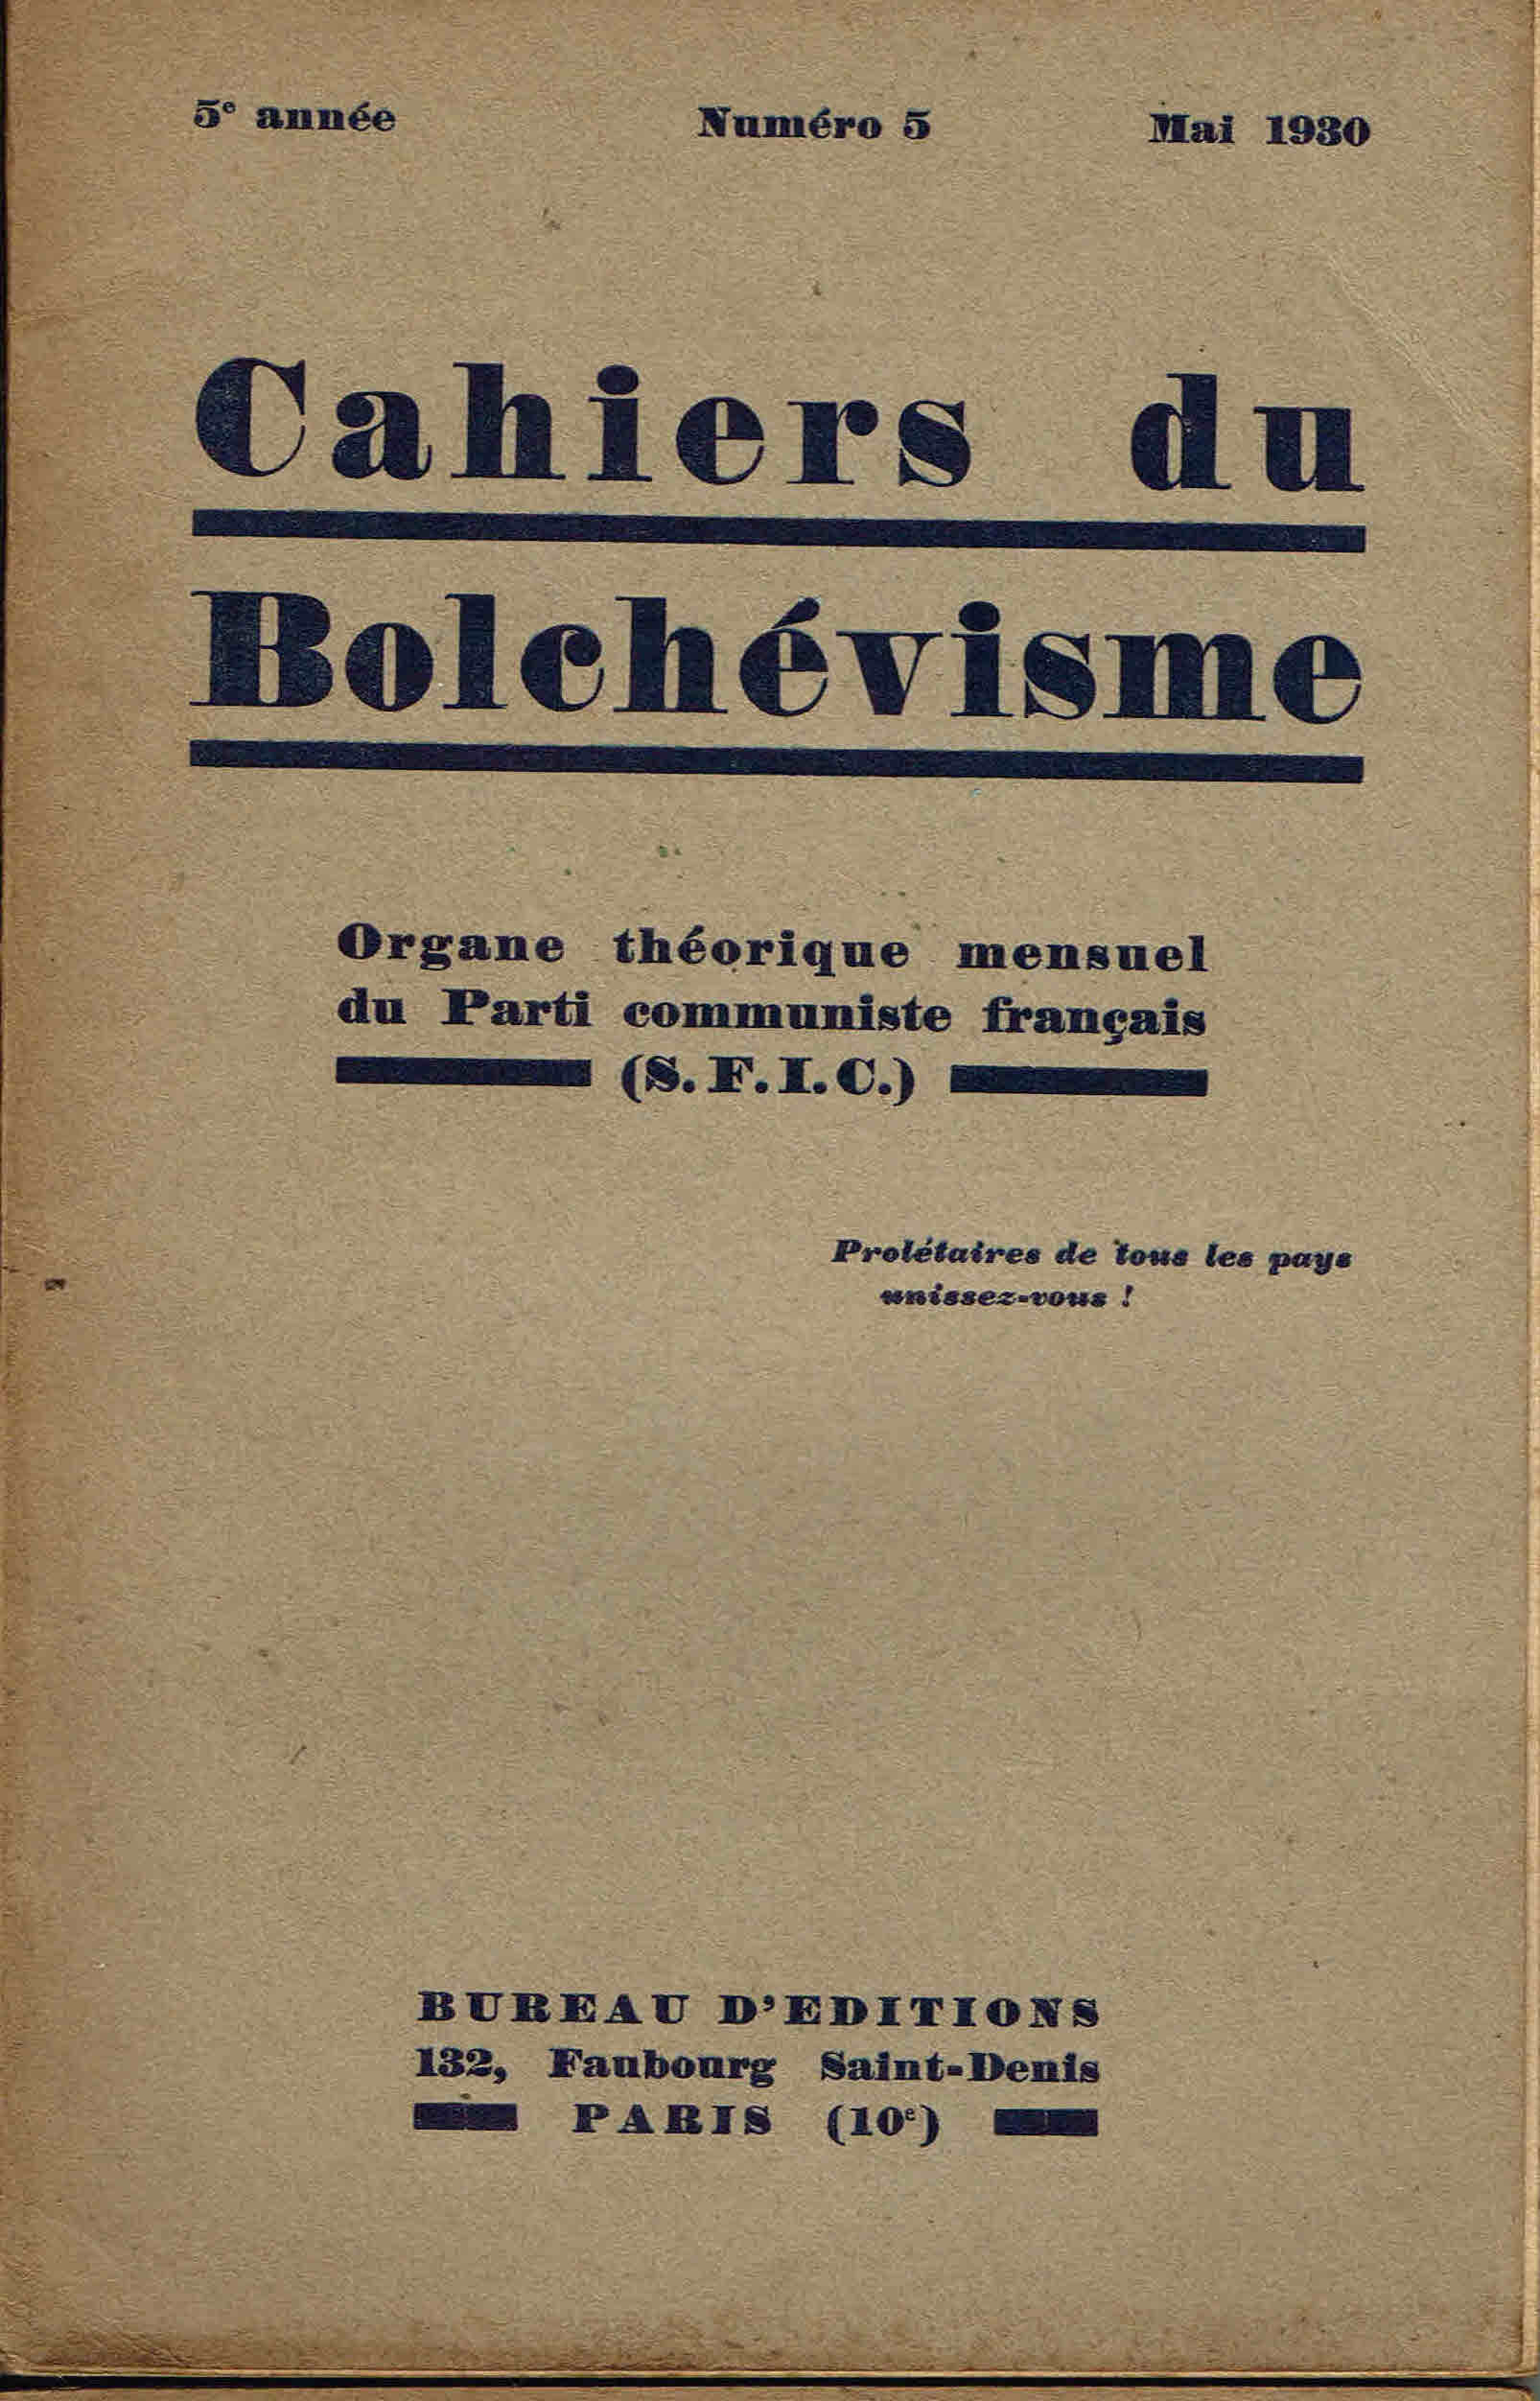 5e année Numéro 5 Mai 1930
Cahiers du
Bolchévisme
Organe théorique mensuel
du Parti communiste français
(S.F.I.C.)
Prolétaires de tous les pays
unissez-vous !
BUREAU D'EDITIONS
132, Faubourg Saint-Denis
PARIS (10e)